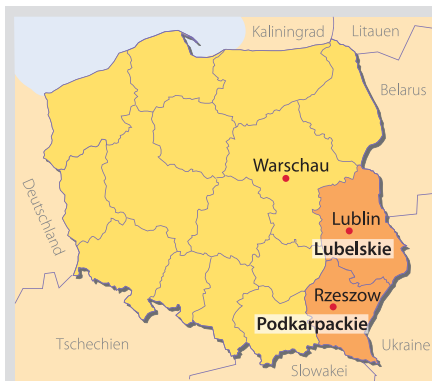 Kaliningrad
Litauen
Belarus
Warschau
Deutschland
Lublin
Lubelskie
Rzeszow
Podkarpackie
Tschechien
Ukraine
Slowakei